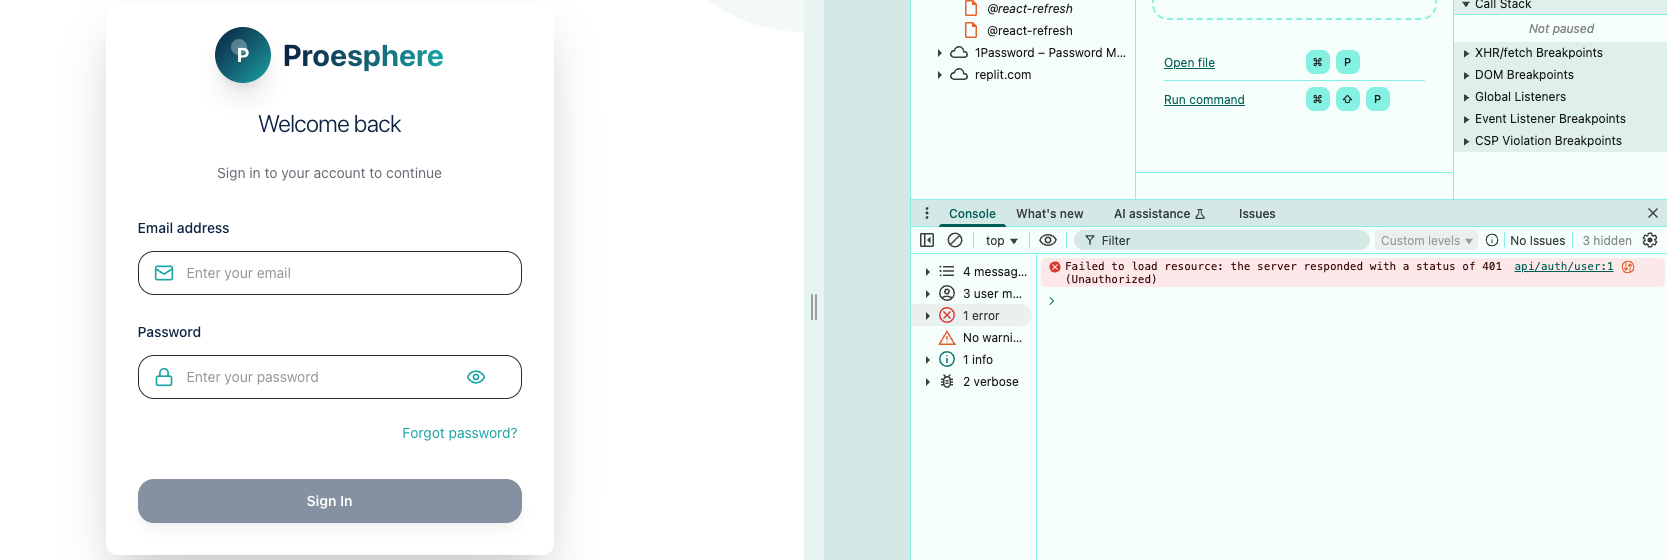 P
Proesphere
Welcome back
Sign in to your account to continue
Email address
Enter your email
Password
Enter your password
Forgot password?
Sign In
@react-refresh
@react-refresh
1Password – Password M...
replit.com
Open file ⌘ P
Run command ⌘ ⇧ P
Call Stack
Not paused
XHR/fetch Breakpoints
DOM Breakpoints
Global Listeners
Event Listener Breakpoints
CSP Violation Breakpoints
Console What's new AI assistance Issues
top Filter Custom levels No Issues 3 hidden
4 messag...
3 user m...
1 error
No warni...
1 info
2 verbose
Failed to load resource: the server responded with a status of 401 api/auth/user:1
(Unauthorized)